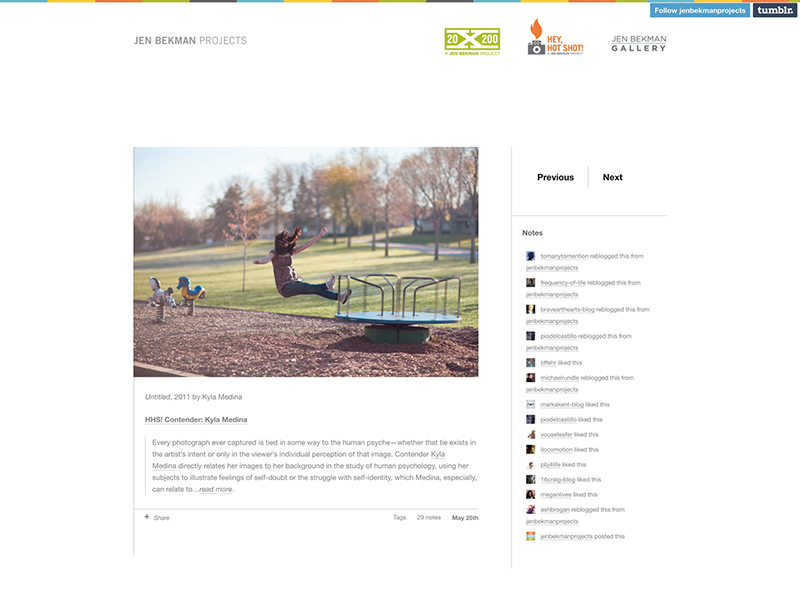 Follow jenbekmanprojects
tumblr.
JEN BEKMAN PROJECTS
20X200
A JEN BEKMAN PROJECT
HEY,
HOT SHOT!
A JEN BEKMAN PROJECT
JEN BEKMAN
GALLERY
Previous
Next
Notes
tomanytomention reblogged this from
jenbekmanprojects
frequency-of-life reblogged this from
jenbekmanprojects
bravearthearts-blog reblogged this from
jenbekmanprojects
piodelcastillo reblogged this from
jenbekmanprojects
tiffehr liked this
michaelrundle reblogged this from
jenbekmanprojects
markakent-blog liked this
piodelcastillo liked this
vousetesfer liked this
llocomotion liked this
pbj4life liked this
16craig-blog liked this
meganlives liked this
ashbrogan reblogged this from
jenbekmanprojects
jenbekmanprojects posted this
Untitled, 2011 by Kyla Medina
HHS! Contender: Kyla Medina
Every photograph ever captured is tied in some way to the human psyche—whether that tie exists in
the artist's intent or only in the viewer's individual perception of that image. Contender Kyla
Medina directly relates her images to her background in the study of human psychology, using her
subjects to illustrate feelings of self-doubt or the struggle with self-identity, which Medina, especially,
can relate to…read more.
+ Share
Tags
29 notes
May 25th